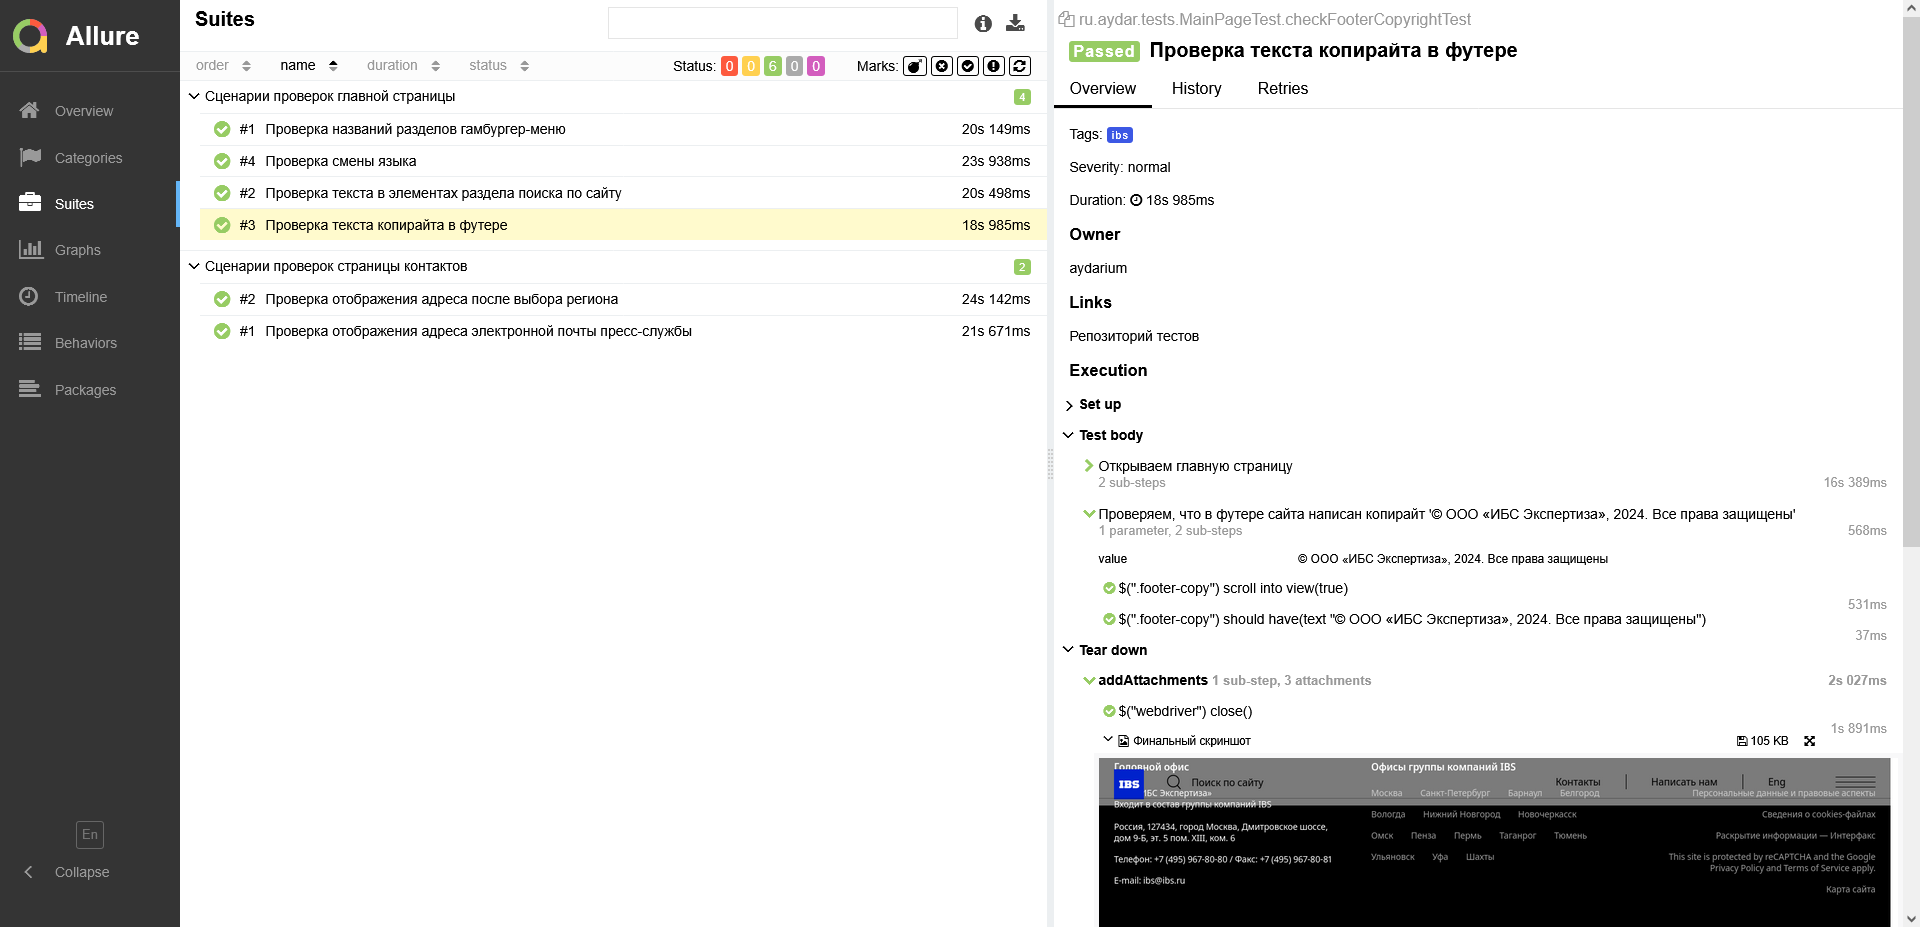 Allure
Overview
Categories
Suites
Graphs
Timeline
Behaviors
Packages
En
Collapse
Suites
order name duration status Status: 0 0 6 0 0 Marks:
Сценарии проверок главной страницы 4
#1 Проверка названий разделов гамбургер-меню 20s 149ms
#4 Проверка смены языка 23s 938ms
#2 Проверка текста в элементах раздела поиска по сайту 20s 498ms
#3 Проверка текста копирайта в футере 18s 985ms
Сценарии проверок страницы контактов 2
#2 Проверка отображения адреса после выбора региона 24s 142ms
#1 Проверка отображения адреса электронной почты пресс-службы 21s 671ms
ru.aydar.tests.MainPageTest.checkFooterCopyrightTest
Passed Проверка текста копирайта в футере
Overview History Retries
Tags: ibs
Severity: normal
Duration: 18s 985ms
Owner
aydarium
Links
Репозиторий тестов
Execution
Set up
Test body
Открываем главную страницу
2 sub-steps 16s 389ms
Проверяем, что в футере сайта написан копирайт '© ООО «ИБС Экспертиза», 2024. Все права защищены'
1 parameter, 2 sub-steps 568ms
value © ООО «ИБС Экспертиза», 2024. Все права защищены
$(".footer-copy") scroll into view(true)
531ms
$(".footer-copy") should have(text "© ООО «ИБС Экспертиза», 2024. Все права защищены")
37ms
Tear down
addAttachments 1 sub-step, 3 attachments 2s 027ms
$("webdriver") close()
1s 891ms
Финальный скриншот 105 KB
Головной офис Офисы группы компаний IBS
IBS Поиск по сайту Контакты Написать нам Eng
ИБС Экспертиза» Москва Санкт-Петербург Барнаул Белгород Персональные данные и правовые аспекты
Входит в состав группы компаний IBS
Вологда Нижний Новгород Новочеркасск Сведения о cookies-файлах
Россия, 127434, город Москва, Дмитровское шоссе,
дом 9-Б, эт. 5 пом. XIII, ком. 6
Омск Пенза Пермь Таганрог Тюмень Раскрытие информации — Интерфакс
Телефон: +7 (495) 967-80-80 / Факс: +7 (495) 967-80-81
Ульяновск Уфа Шахты This site is protected by reCAPTCHA and the Google
Privacy Policy and Terms of Service apply.
E-mail: ibs@ibs.ru
Карта сайта